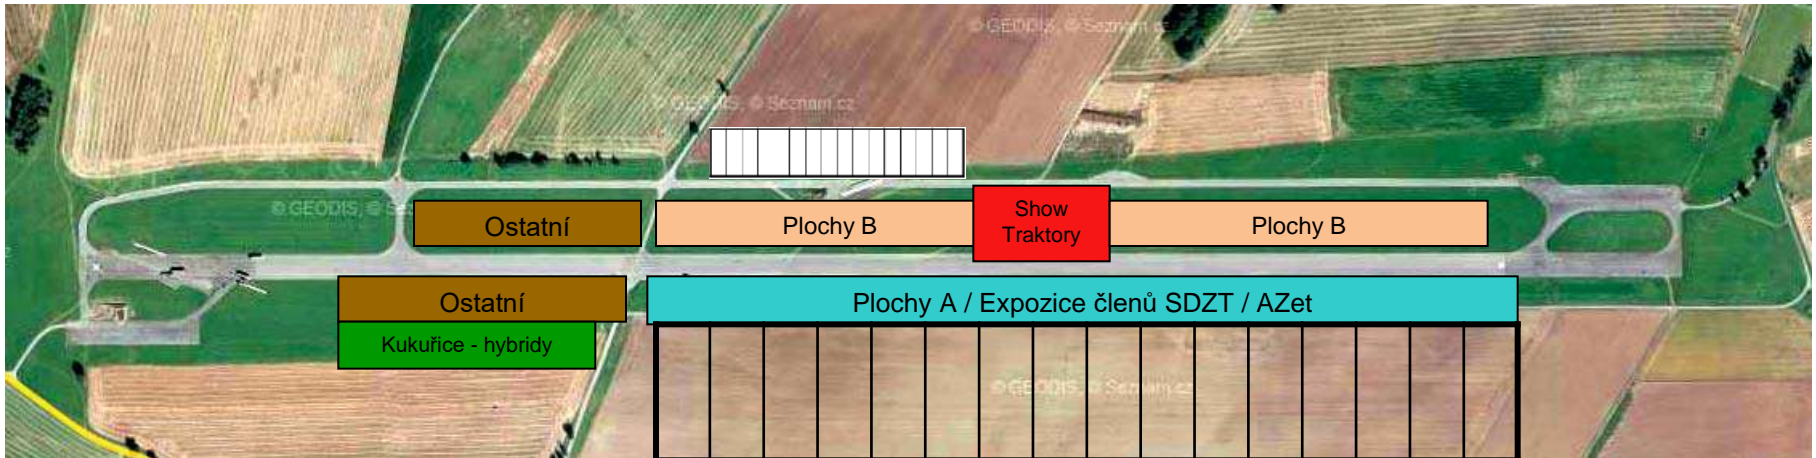 © GEODIS, © Seznam.cz
© GEODIS, © Seznam.cz
© GEODIS, ©
Ostatní
Plochy B
Show
Traktory
Plochy B
Ostatní
Plochy A / Expozice členů SDZT / AZet
Kukuřice - hybridy
© GEODIS, © Seznam.cz